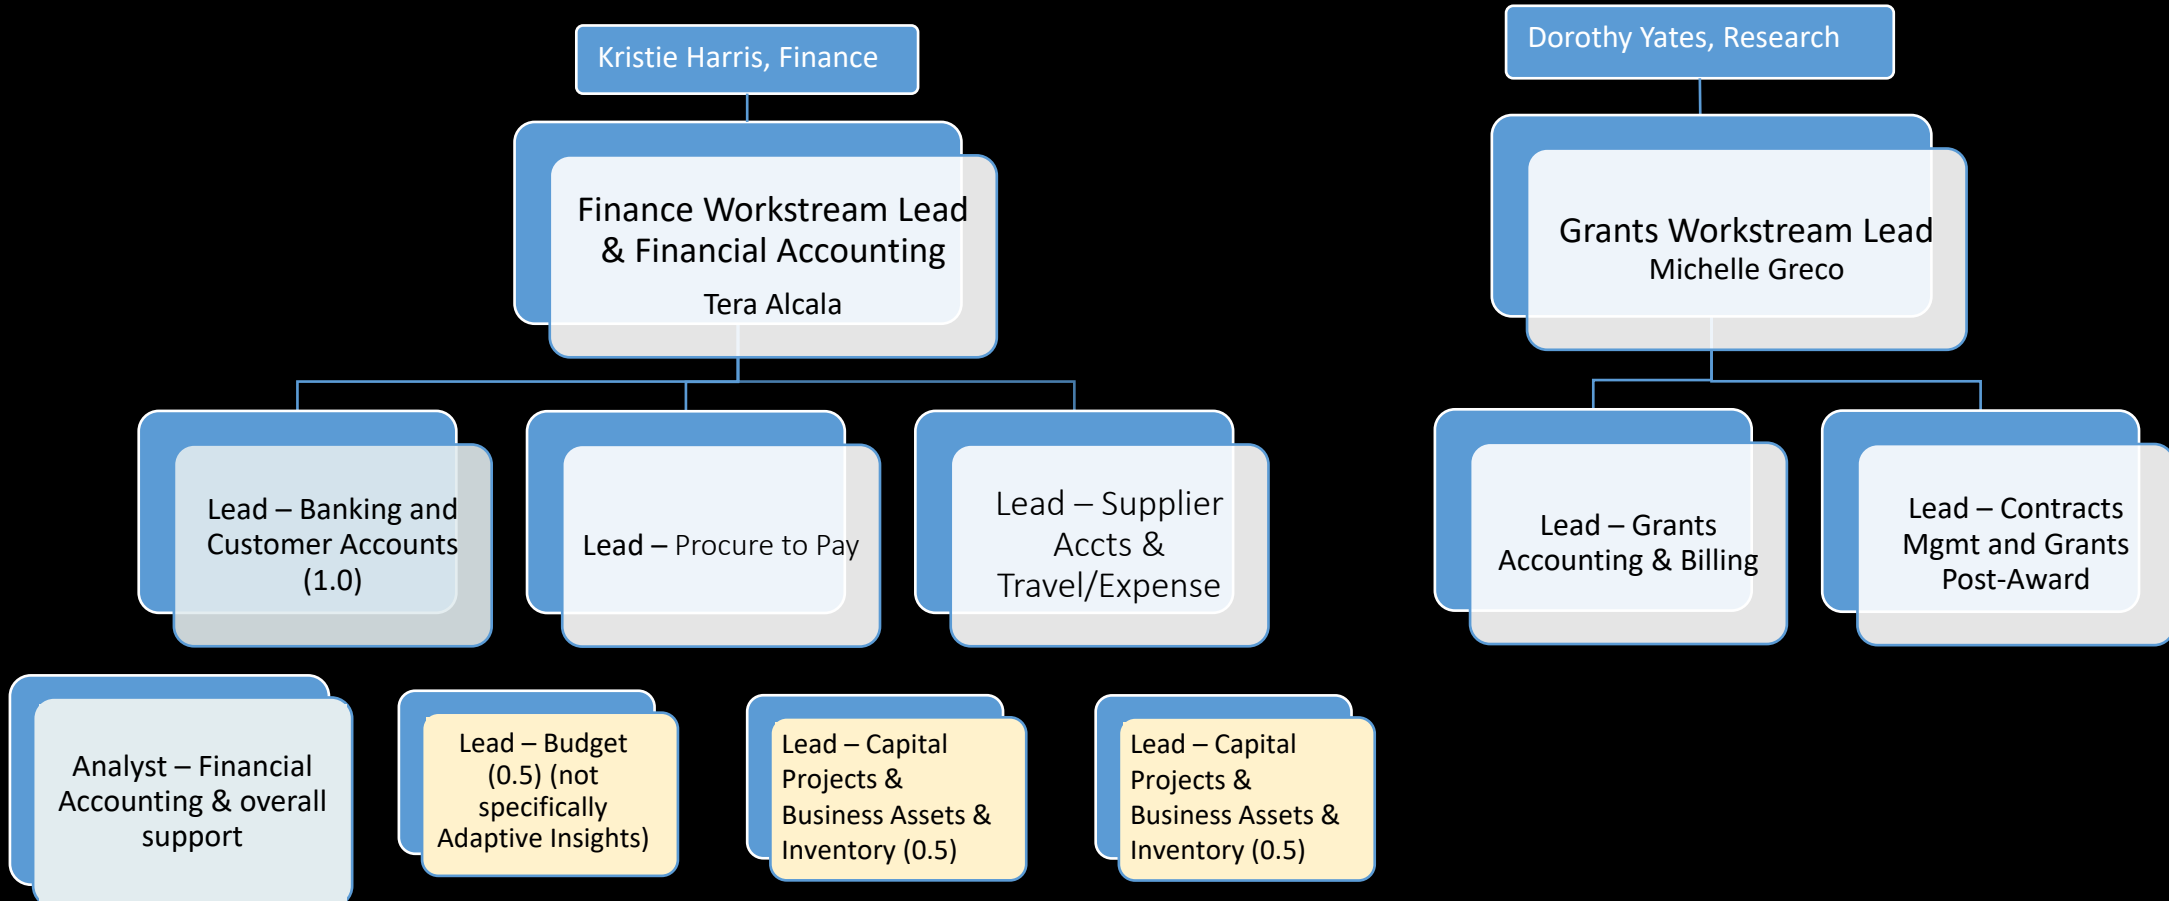 Kristie Harris, Finance
Dorothy Yates, Research
Finance Workstream Lead
& Financial Accounting
Tera Alcala
Grants Workstream Lead
Michelle Greco
Lead – Banking and
Customer Accounts
(1.0)
Lead – Procure to Pay
Lead – Supplier
Accts &
Travel/Expense
Lead – Grants
Accounting & Billing
Lead – Contracts
Mgmt and Grants
Post-Award
Analyst – Financial
Accounting & overall
support
Lead – Budget
(0.5) (not
specifically
Adaptive Insights)
Lead – Capital
Projects &
Business Assets &
Inventory (0.5)
Lead – Capital
Projects &
Business Assets &
Inventory (0.5)